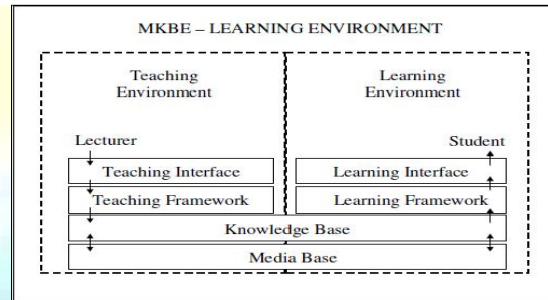 MKBE – LEARNING ENVIRONMENT
Teaching Environment
Learning Environment
Lecturer
Student
Teaching Interface
Learning Interface
Teaching Framework
Learning Framework
Knowledge Base
Media Base